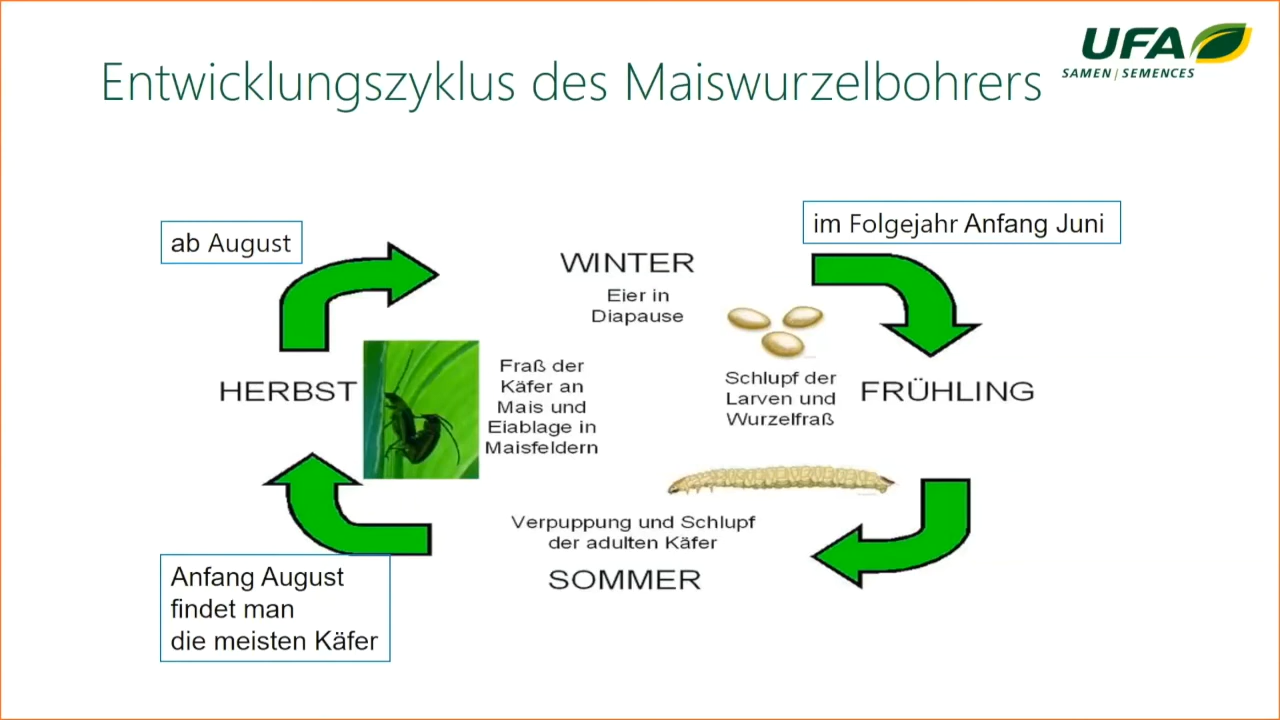 UFA
SAMEN | SEMENCES
Entwicklungszyklus des Maiswurzelbohrers
ab August
im Folgejahr Anfang Juni
WINTER
Eier in
Diapause
HERBST
Fraß der
Käfer an
Mais und
Eiablage in
Maisfeldern
Schlupf der
Larven und
Wurzelfraß
FRÜHLING
Verpuppung und Schlupf
der adulten Käfer
SOMMER
Anfang August
findet man
die meisten Käfer